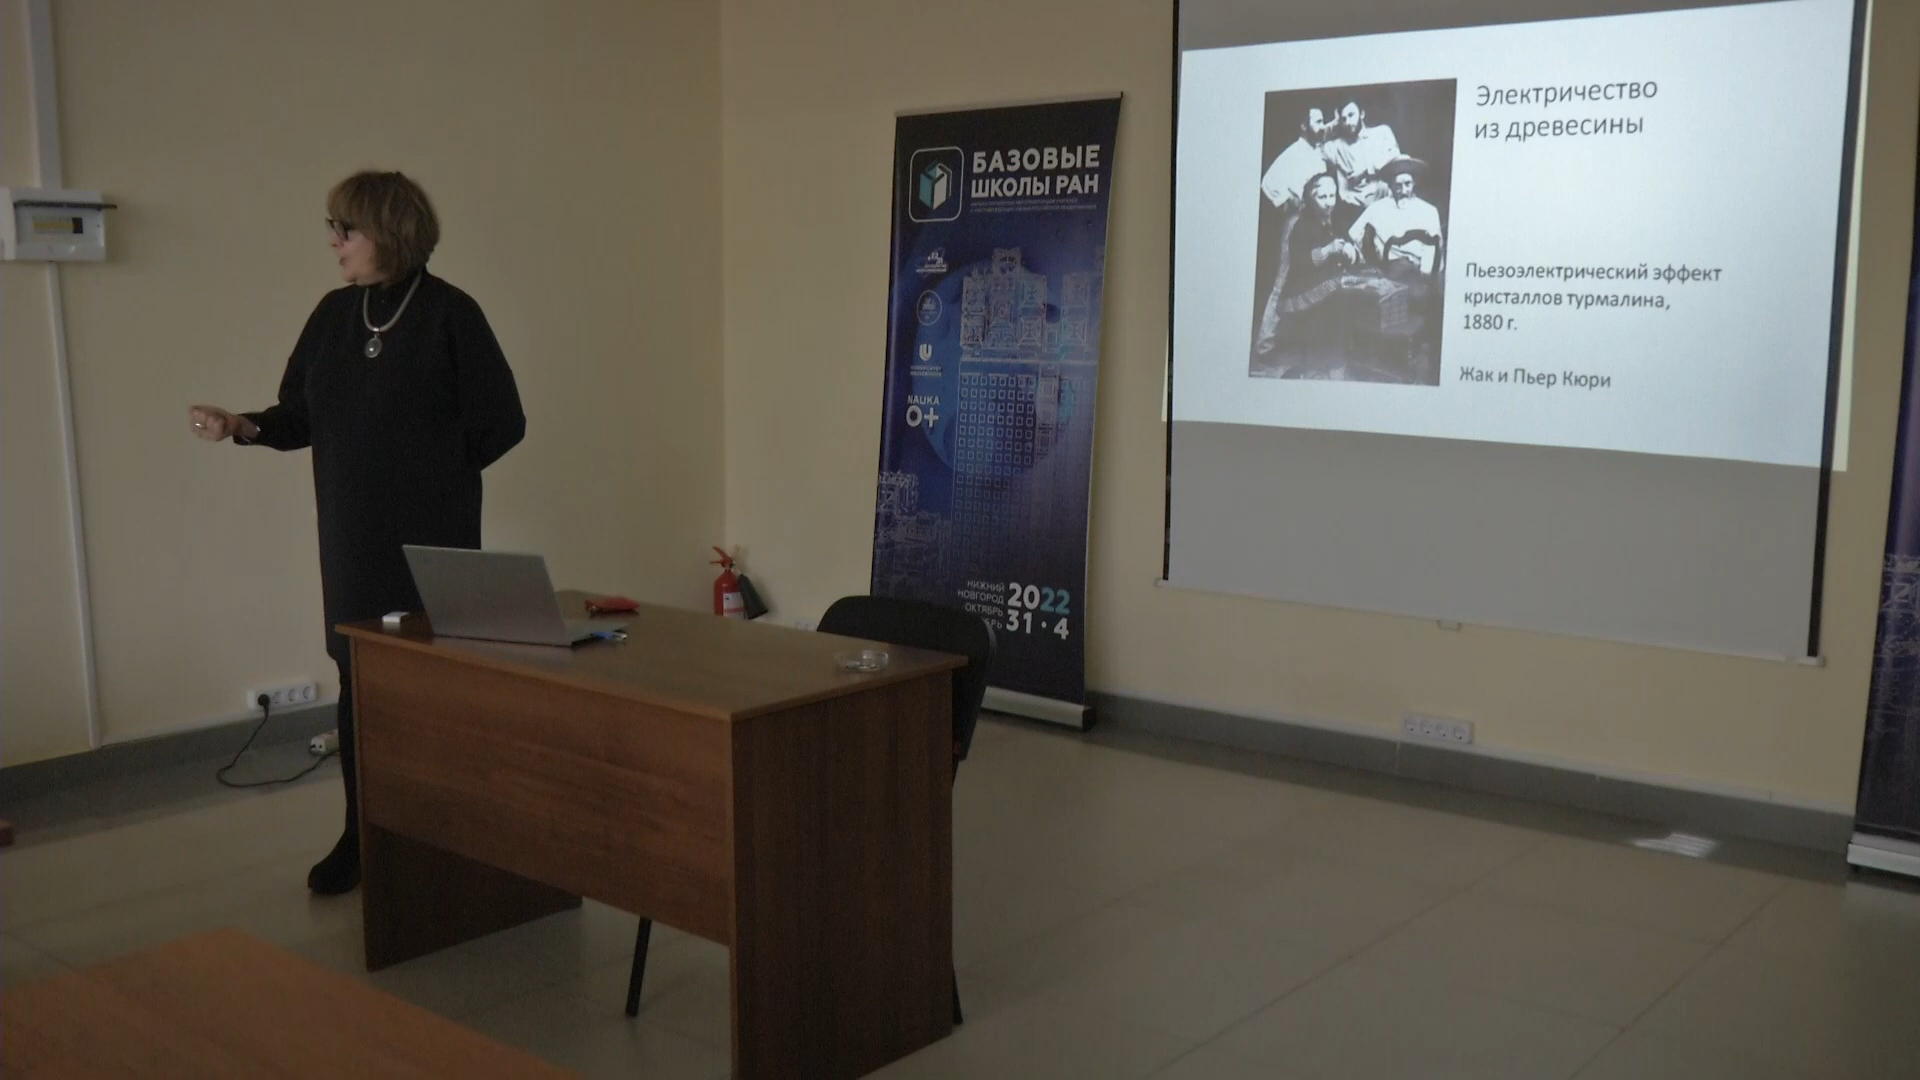 БАЗОВЫЕ
ШКОЛЫ РАН
NAUKA
0+
НИЖНИЙ
НОВГОРОД
ОКТЯБРЬ
2022
31 • 4
Электричество
из древесины
Пьезоэлектрический эффект
кристаллов турмалина,
1880 г.
Жак и Пьер Кюри